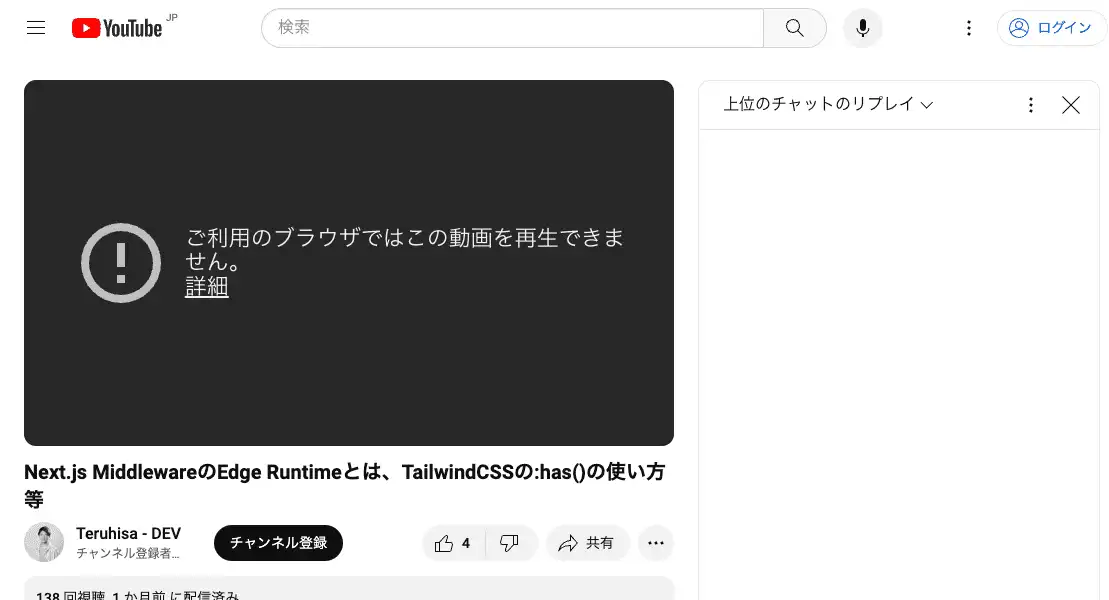 YouTube JP
検索
ログイン
上位のチャットのリプレイ
ご利用のブラウザではこの動画を再生できま
せん。
詳細
Next.js MiddlewareのEdge Runtimeとは、TailwindCSSの:has()の使い方
等
Teruhisa - DEV
チャンネル登録者...
チャンネル登録
4
共有
138 回視聴 1 か月前 に配信済み